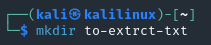 ┌──(kali㉿kalilinux)-[~]
└─$ mkdir to-extrct-txt